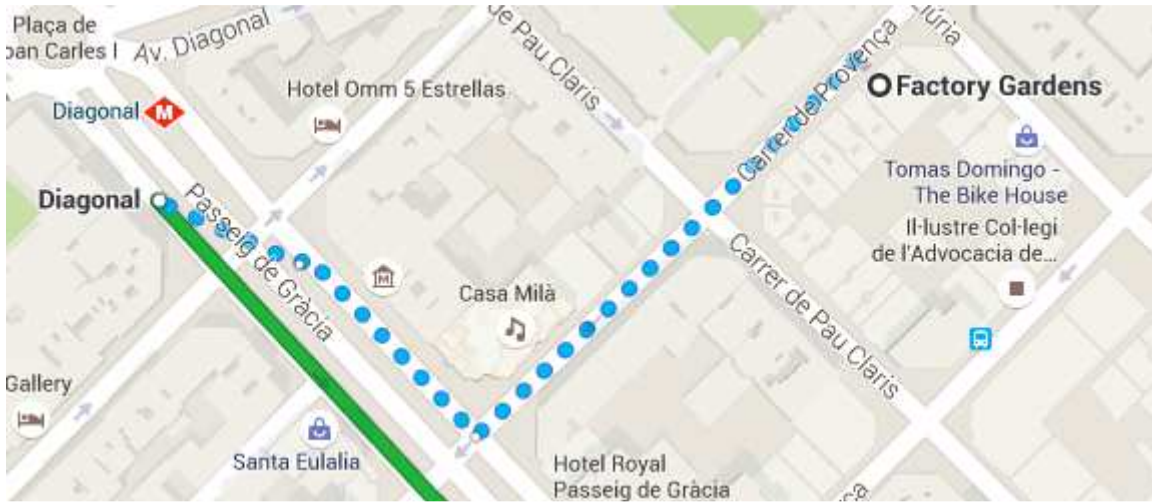 Plaça de
oan Carles I
Av. Diagonal
de Pau Claris
Llúria
Hotel Omm 5 Estrellas
Diagonal
M
Carrer de Provença
Factory Gardens
Tomas Domingo -
The Bike House
Diagonal
Passeig de Gràcia
Il·lustre Col·legi
de l'Advocacia de...
M
Casa Milà
Carrer de Pau Claris
Gallery
Santa Eulalia
Hotel Royal
Passeig de Gràcia
ça